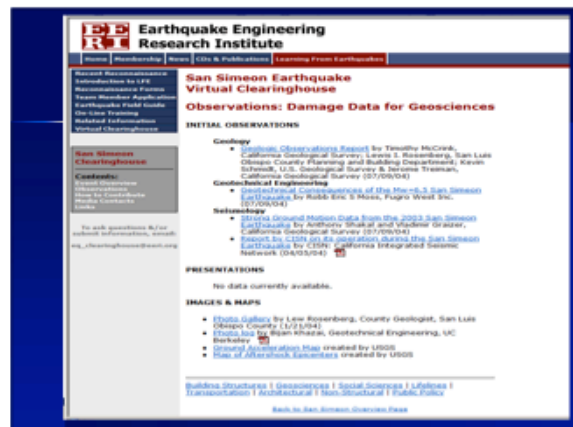 EERI
Earthquake Engineering
Research Institute
Home | Membership | News | CDs & Publications | Learning From Earthquakes
Recent Reconnaissance
Introduction to LFE
Reconnaissance Forms
Team Member Application
Earthquake Field Guide
On-Line Training
Related Information
Virtual Clearinghouse
San Simeon
Clearinghouse
Contents:
Event Overview
Observations
How to Contribute
Media Contacts
Links
To ask questions &/or
submit information, email:
eq_clearinghouse@eeri.org
San Simeon Earthquake
Virtual Clearinghouse
Observations: Damage Data for Geosciences
INITIAL OBSERVATIONS
Geology
Geologic Observations Report by Timothy McCrink,
California Geological Survey; Lewis I. Rosenberg, San Luis
Obispo County Planning and Building Department; Kevin
Schmidt, U.S. Geological Survey & Jerome Treiman,
California Geological Survey (07/09/04)
Geotechnical Engineering
Geotechnical Consequences of the Mw=6.5 San Simeon
Earthquake by Robb Eric S Moss, Fugro West Inc.
(07/09/04)
Seismology
Strong Ground Motion Data from the 2003 San Simeon
Earthquake by Anthony Shakal and Vladimir Graizer,
California Geological Survey (07/09/04)
Report by CISN on its operation during the San Simeon
Earthquake by CISN: California Integrated Seismic
Network (04/05/04)
PRESENTATIONS
No data currently available.
IMAGES & MAPS
Photo Gallery by Lew Rosenberg, County Geologist, San Luis
Obispo County (1/21/04)
Photo log by Bijan Khazai, Geotechnical Engineering, UC
Berkeley
Ground Acceleration Map created by USGS
Map of Aftershock Epicenters created by USGS
Building Structures | Geosciences | Social Sciences | Lifelines |
Transportation | Architectural | Non-Structural | Public Policy
Back to San Simeon Overview Page